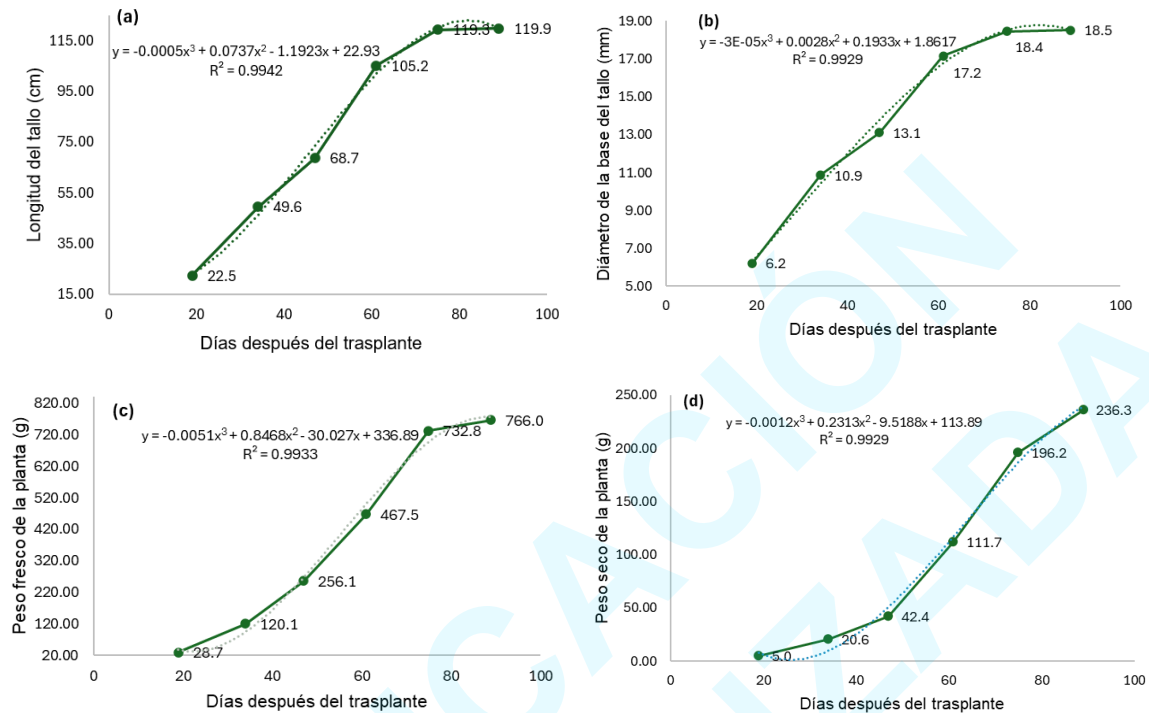 (a)
y = -0.0005x³ + 0.0737x² - 1.1923x + 22.93
R² = 0.9942
Longitud del tallo (cm)
115.00
95.00
75.00
55.00
35.00
15.00
22.5
49.6
68.7
105.2
119.3
119.9
0 20 40 60 80 100
Días después del trasplante
(b)
y = -3E-05x³ + 0.0028x² + 0.1933x + 1.8617
R² = 0.9929
Diámetro de la base del tallo (mm)
19.00
17.00
15.00
13.00
11.00
9.00
7.00
5.00
6.2
10.9
13.1
17.2
18.4
18.5
0 20 40 60 80 100
Días después del trasplante
(c)
y = -0.0051x³ + 0.8468x² - 30.027x + 336.89
R² = 0.9933
Peso fresco de la planta (g)
820.00
720.00
620.00
520.00
420.00
320.00
220.00
120.00
20.00
28.7
120.1
256.1
467.5
732.8
766.0
0 20 40 60 80 100
Días después del trasplante
(d)
y = -0.0012x³ + 0.2313x² - 9.5188x + 113.89
R² = 0.9929
Peso seco de la planta (g)
250.00
200.00
150.00
100.00
50.00
0.00
5.0
20.6
42.4
111.7
196.2
236.3
0 20 40 60 80 100
Días después del trasplante